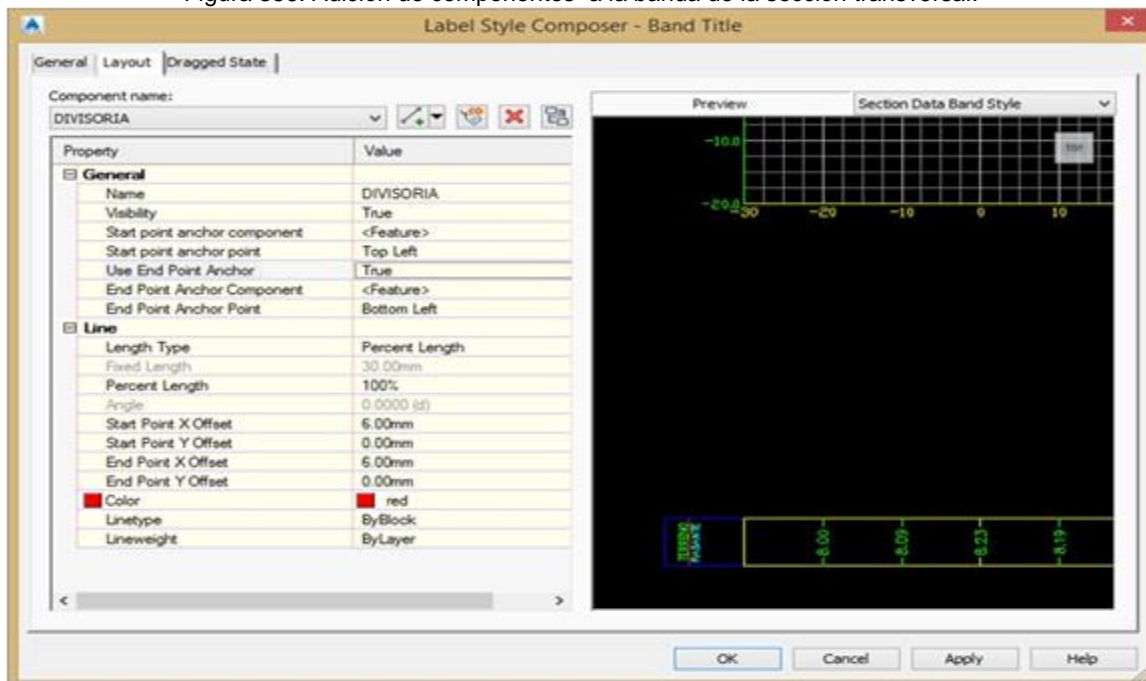 Label Style Composer - Band Title
General Layout Dragged State
Component name:
DIVISORIA
Property Value
General
Name DIVISORIA
Visibility True
Start point anchor component <Feature>
Start point anchor point Top Left
Use End Point Anchor True
End Point Anchor Component <Feature>
End Point Anchor Point Bottom Left
Line
Length Type Percent Length
Fixed Length 30.00mm
Percent Length 100%
Angle 0.0000 (d)
Start Point X Offset 6.00mm
Start Point Y Offset 0.00mm
End Point X Offset 6.00mm
End Point Y Offset 0.00mm
Color red
Linetype ByBlock
Lineweight ByLayer
Preview Section Data Band Style
-10.0
TOP
-20.0
-30 -20 -10 0 10
TERRENO
RASANTE
-8.00 -8.09 -8.23 -8.19
OK Cancel Apply Help